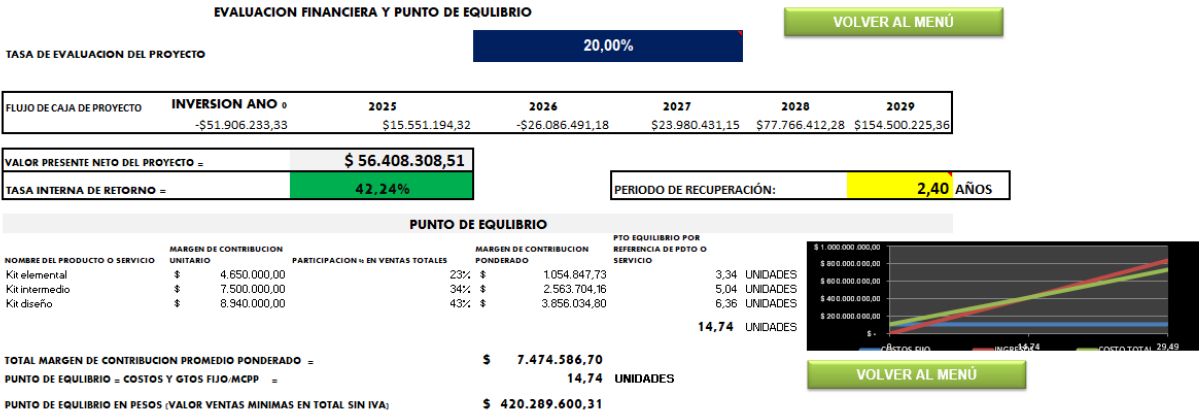 EVALUACION FINANCIERA Y PUNTO DE EQULIBRIO
VOLVER AL MENÚ
TASA DE EVALUACION DEL PROYECTO 20,00%
FLUJO DE CAJA DE PROYECTO INVERSION ANO 0 2025 2026 2027 2028 2029
-$51.906.233,33 $15.551.194,32 -$26.086.491,18 $23.980.431,15 $77.766.412,28 $154.500.225,36
VALOR PRESENTE NETO DEL PROYECTO = $ 56.408.308,51
TASA INTERNA DE RETORNO = 42,24% PERIODO DE RECUPERACIÓN: 2,40 AÑOS
PUNTO DE EQULIBRIO
NOMBRE DEL PRODUCTO O SERVICIO MARGEN DE CONTRIBUCION UNITARIO PARTICIPACION % EN VENTAS TOTALES MARGEN DE CONTRIBUCION PONDERADO PTO EQUILIBRIO POR REFERENCIA DE PDTO O SERVICIO
Kit elemental $ 4.650.000,00 23% $ 1.054.847,73 3,34 UNIDADES
Kit intermedio $ 7.500.000,00 34% $ 2.563.704,16 5,04 UNIDADES
Kit diseño $ 8.940.000,00 43% $ 3.856.034,80 6,36 UNIDADES
14,74 UNIDADES
$ 1.000.000.000,00
$ 800.000.000,00
$ 600.000.000,00
$ 400.000.000,00
$ 200.000.000,00
$ -
0 14,74 29,49
COSTOS FIJO INGRESOS COSTO TOTAL
TOTAL MARGEN DE CONTRIBUCION PROMEDIO PONDERADO = $ 7.474.586,70
PUNTO DE EQULIBRIO = COSTOS Y GTOS FIJO/MCPP = 14,74 UNIDADES
VOLVER AL MENÚ
PUNTO DE EQULIBRIO EN PESOS (VALOR VENTAS MINIMAS EN TOTAL SIN IVA) $ 420.289.600,31